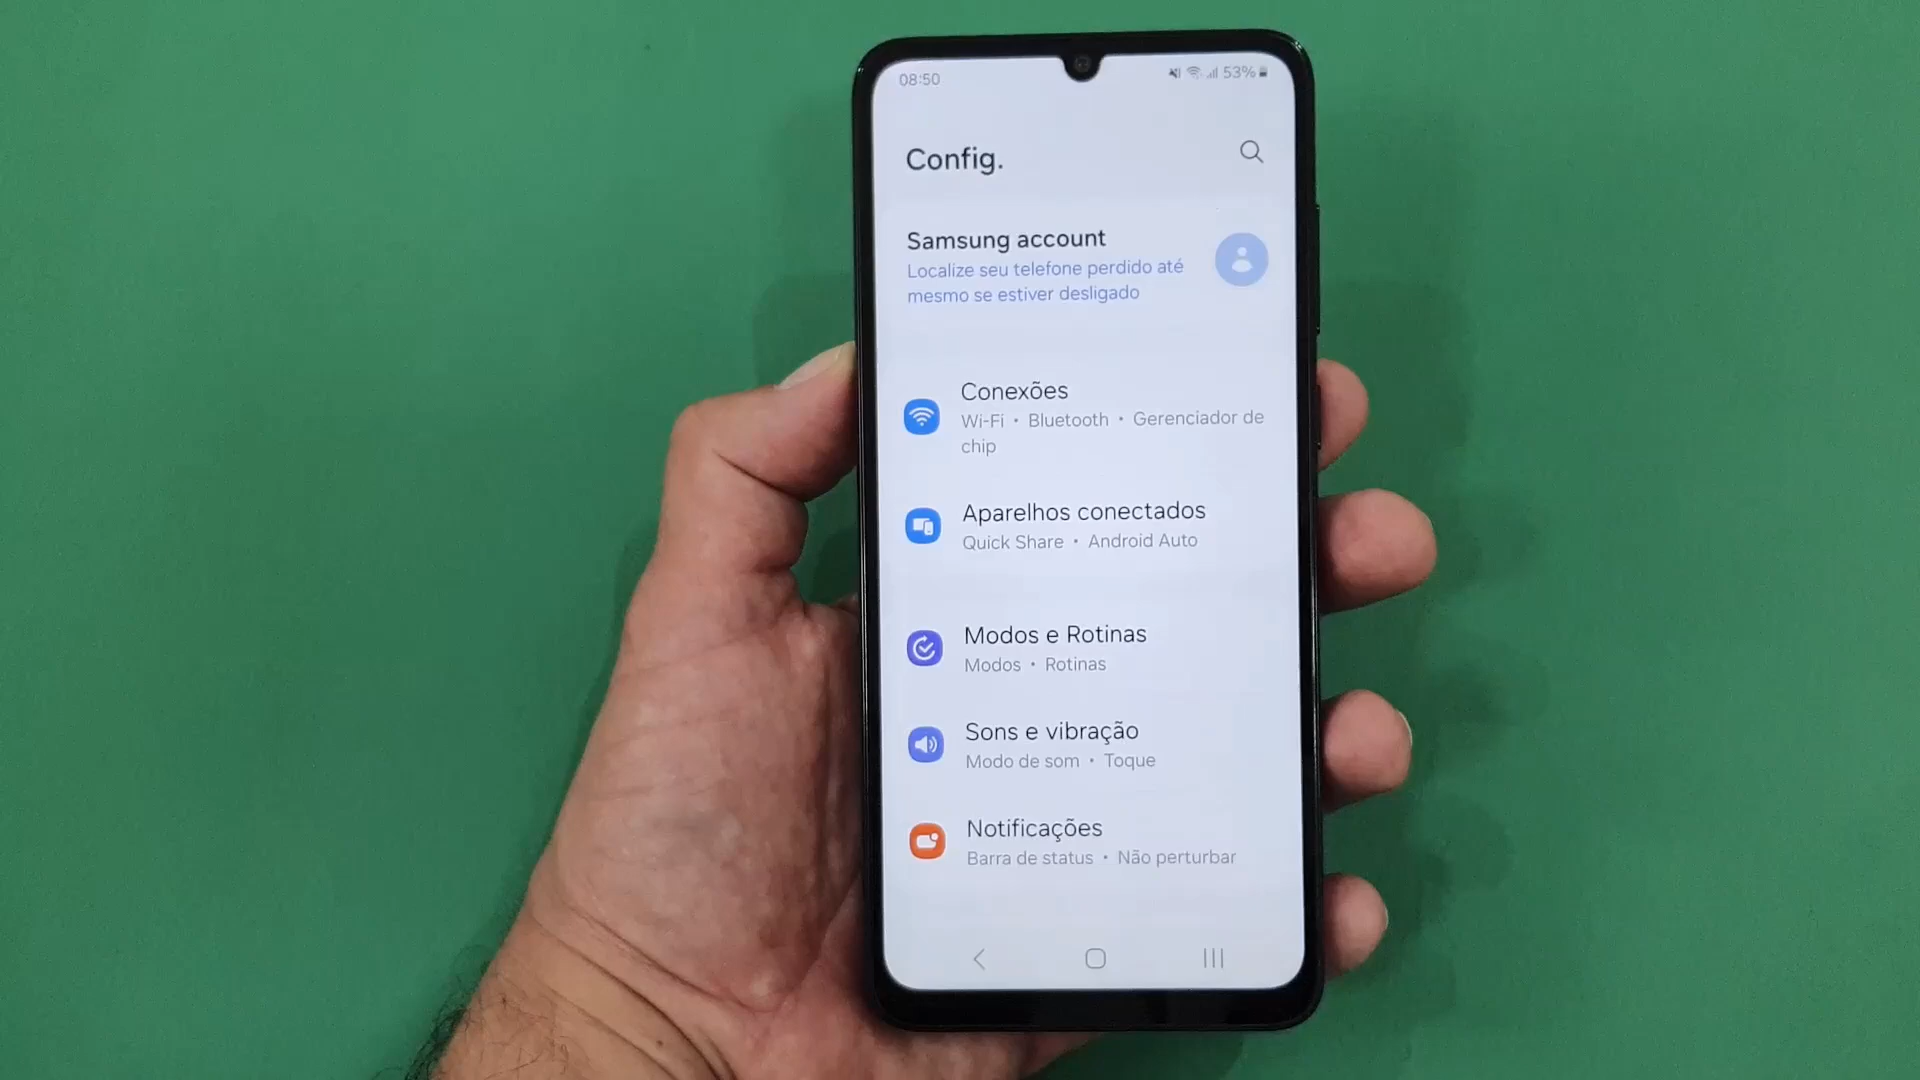 08:50
53%
Config.
Samsung account
Localize seu telefone perdido até
mesmo se estiver desligado
Conexões
Wi-Fi • Bluetooth • Gerenciador de
chip
Aparelhos conectados
Quick Share • Android Auto
Modos e Rotinas
Modos • Rotinas
Sons e vibração
Modo de som • Toque
Notificações
Barra de status • Não perturbar